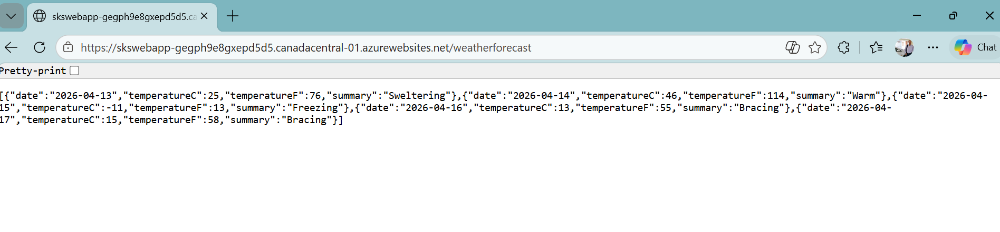 skswebapp-gegph9e8gxepd5d5.ca
https://skswebapp-gegph9e8gxepd5d5.canadacentral-01.azurewebsites.net/weatherforecast
Chat
Pretty-print
[{"date":"2026-04-13","temperatureC":25,"temperatureF":76,"summary":"Sweltering"},{"date":"2026-04-14","temperatureC":46,"temperatureF":114,"summary":"Warm"},{"date":"2026-04-
15","temperatureC":-11,"temperatureF":13,"summary":"Freezing"},{"date":"2026-04-16","temperatureC":13,"temperatureF":55,"summary":"Bracing"},{"date":"2026-04-
17","temperatureC":15,"temperatureF":58,"summary":"Bracing"}]